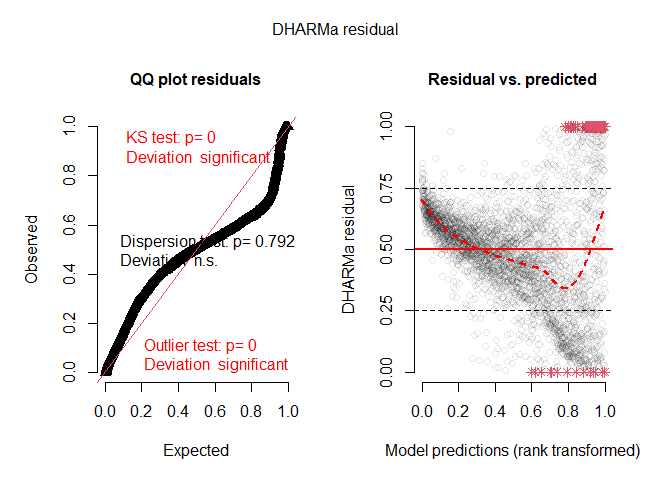 DHARMa residual
QQ plot residuals
KS test: p= 0
Deviation significant
Dispersion test: p= 0.792
Deviation n.s.
Outlier test: p= 0
Deviation significant
Observed
0.0 0.2 0.4 0.6 0.8 1.0
0.0 0.2 0.4 0.6 0.8 1.0
Expected
Residual vs. predicted
DHARMa residual
0.00 0.25 0.50 0.75 1.00
0.0 0.2 0.4 0.6 0.8 1.0
Model predictions (rank transformed)